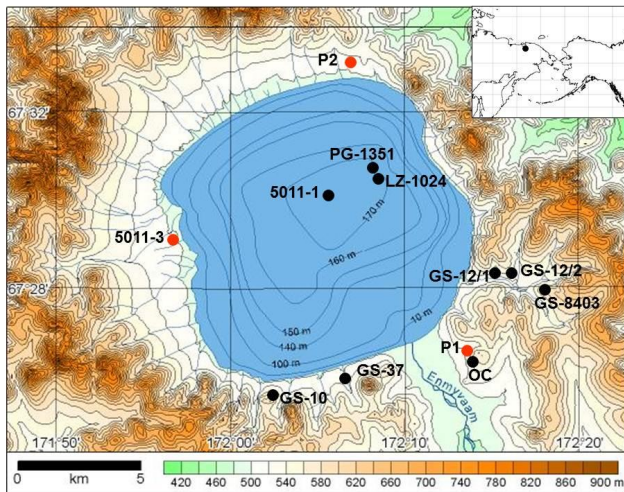 P2
67 32'
PG-1351
LZ-1024
5011-1
170 m
5011-3
160 m
GS-12/1
GS-12/2
67 28'
GS-8403
10 m
150 m
140 m
100 m
P1
OC
GS-37
Enmyvaam
GS-10
171 50'
172 00'
172 10'
172 20'
0 5
km
420 460 500 540 580 620 660 700 740 780 820 860 900 m